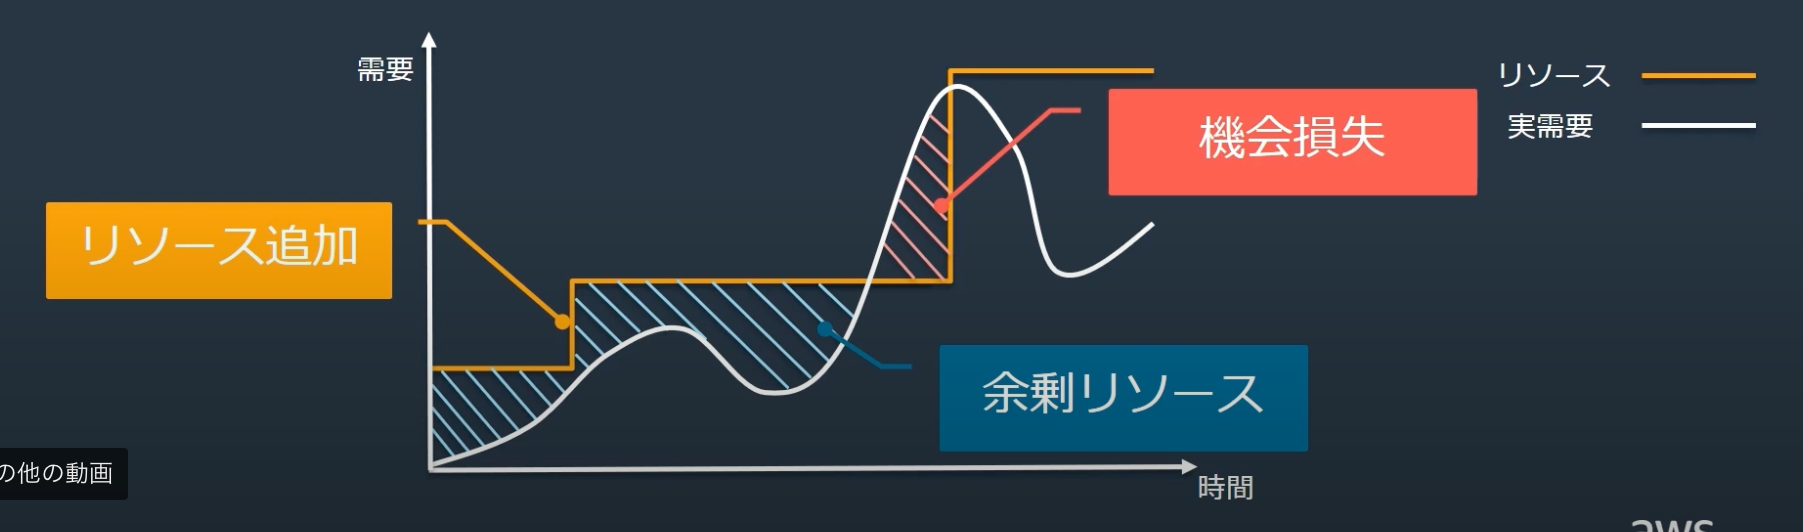 需要
リソース
実需要
機会損失
リソース追加
余剰リソース
の他の動画
時間
aws